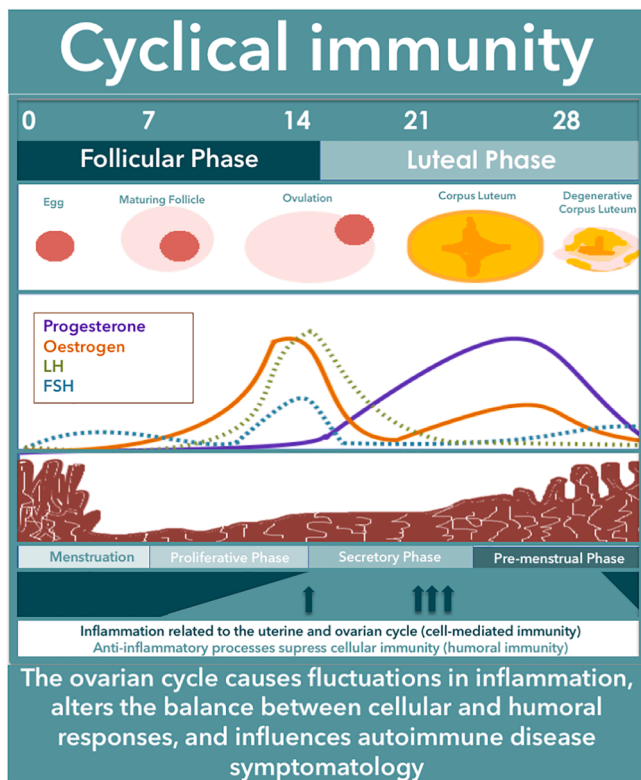 Cyclical immunity
0 7 14 21 28
Follicular Phase Luteal Phase
Egg Maturing Follicle Ovulation Corpus Luteum Degenerative
Corpus Luteum
Progesterone
Oestrogen
LH
FSH
Menstruation Proliferative Phase Secretory Phase Pre-menstrual Phase
Inflammation related to the uterine and ovarian cycle (cell-mediated immunity)
Anti-inflammatory processes supress cellular immunity (humoral immunity)
The ovarian cycle causes fluctuations in inflammation,
alters the balance between cellular and humoral
responses, and influences autoimmune disease
symptomatology